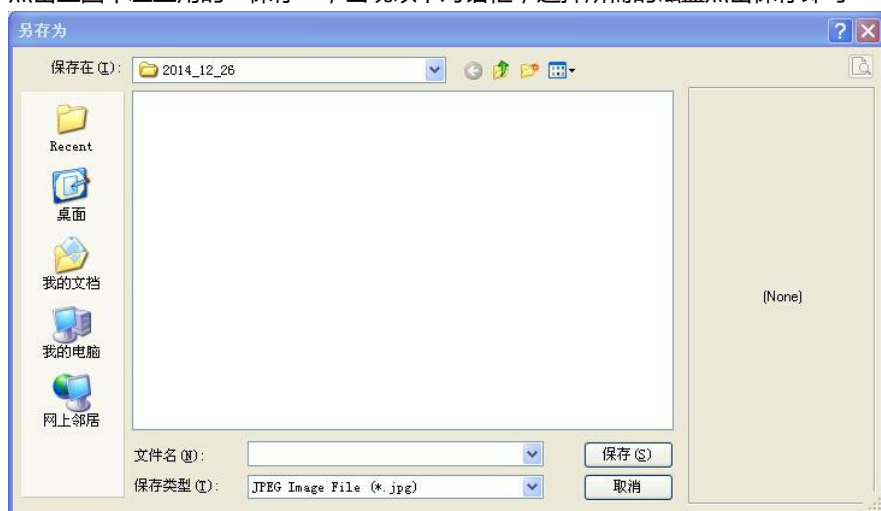 另存为
保存在(I):
2014_12_26
Recent
桌面
我的文档
我的电脑
网上邻居
(None)
文件名(N):
保存(S)
保存类型(T):
JPEG Image File (*.jpg)
取消